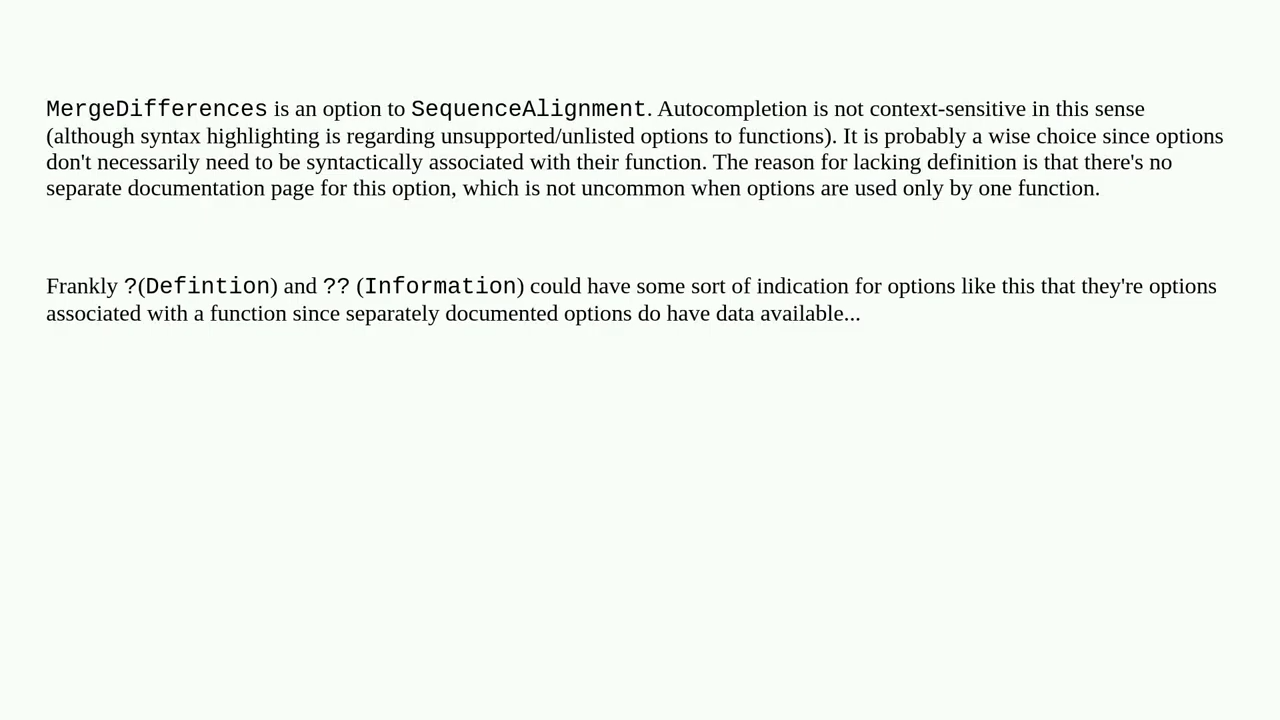 MergeDifferences is an option to SequenceAlignment. Autocompletion is not context-sensitive in this sense
(although syntax highlighting is regarding unsupported/unlisted options to functions). It is probably a wise choice since options
don't necessarily need to be syntactically associated with their function. The reason for lacking definition is that there's no
separate documentation page for this option, which is not uncommon when options are used only by one function.
Frankly ?(Defintion) and ?? (Information) could have some sort of indication for options like this that they're options
associated with a function since separately documented options do have data available...